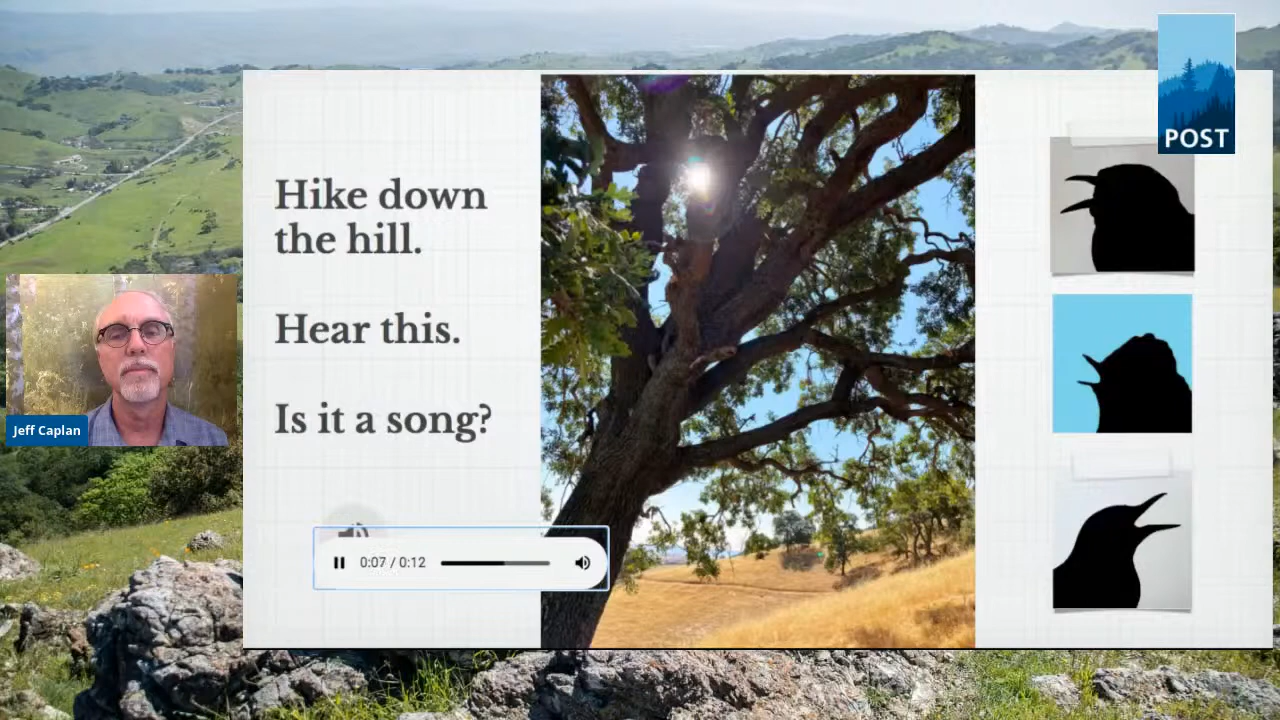 POST
Hike down
the hill.
Hear this.
Is it a song?
Jeff Caplan
0:07 / 0:12